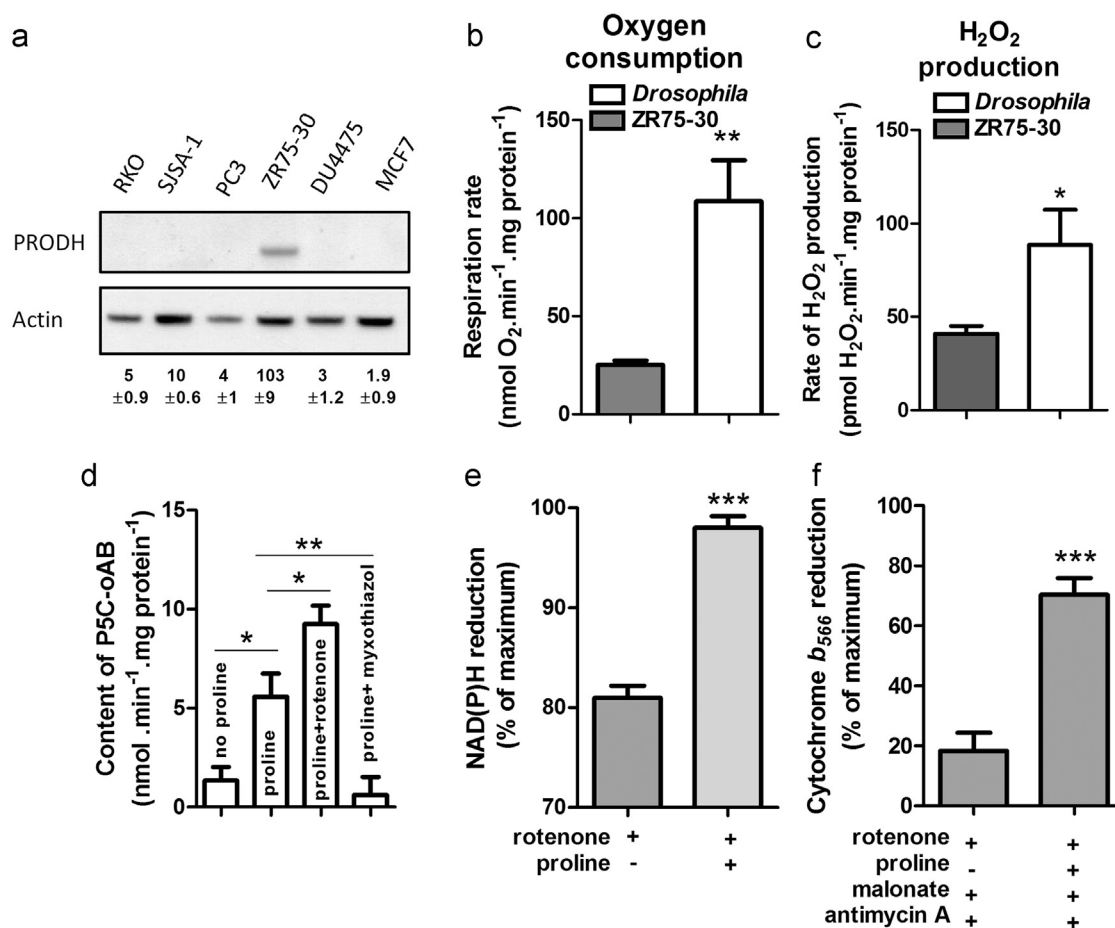 a
RKO
SJSA-1
PC3
ZR75-30
DU4475
MCF7
PRODH
Actin
5 10 4 103 3 1.9
±0.9 ±0.6 ±1 ±9 ±1.2 ±0.9
b
Oxygen
consumption
Drosophila
ZR75-30
Respiration rate
(nmol O₂.min⁻¹.mg protein⁻¹)
150
100
50
0
**
c
H₂O₂
production
Drosophila
ZR75-30
Rate of H₂O₂ production
(pmol H₂O₂.min⁻¹.mg protein⁻¹)
150
100
50
0
*
d
Content of P5C-oAB
(nmol .min⁻¹.mg protein⁻¹)
15
10
5
0
**
*
*
no proline
proline
proline+rotenone
proline+ myxothiazol
e
NAD(P)H reduction
(% of maximum)
100
90
80
70
***
rotenone + +
proline - +
f
Cytochrome b₅₆₆ reduction
(% of maximum)
100
80
60
40
20
0
***
rotenone + +
proline - +
malonate + +
antimycin A + +